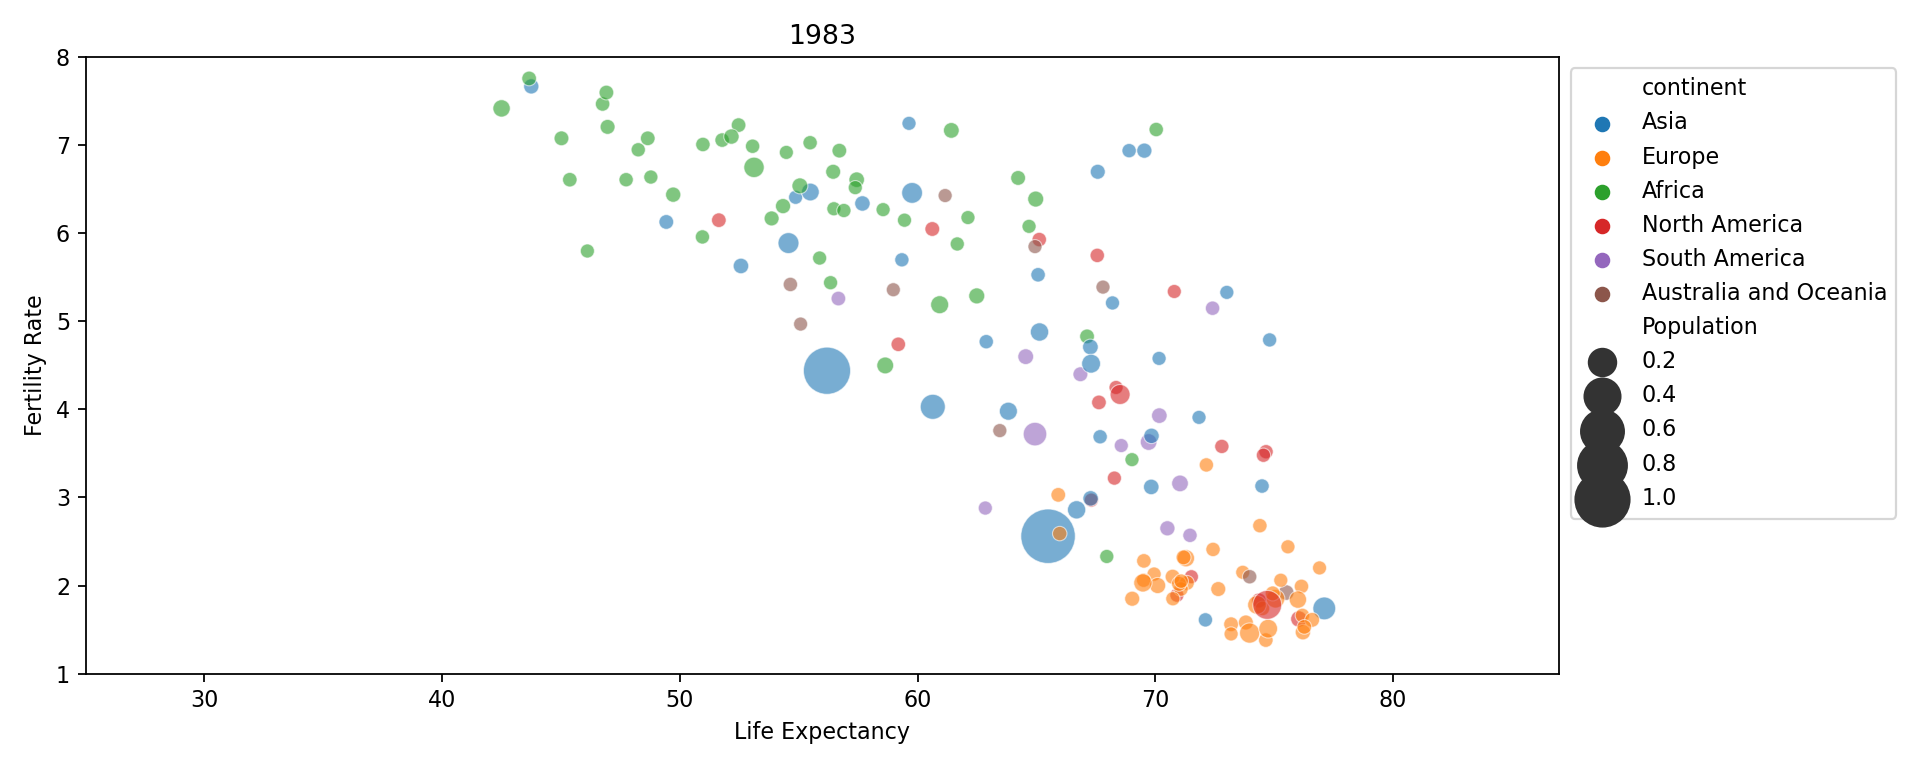 1983
8
7
6
5
4
3
2
1
Fertility Rate
30 40 50 60 70 80
Life Expectancy
continent
Asia
Europe
Africa
North America
South America
Australia and Oceania
Population
0.2
0.4
0.6
0.8
1.0